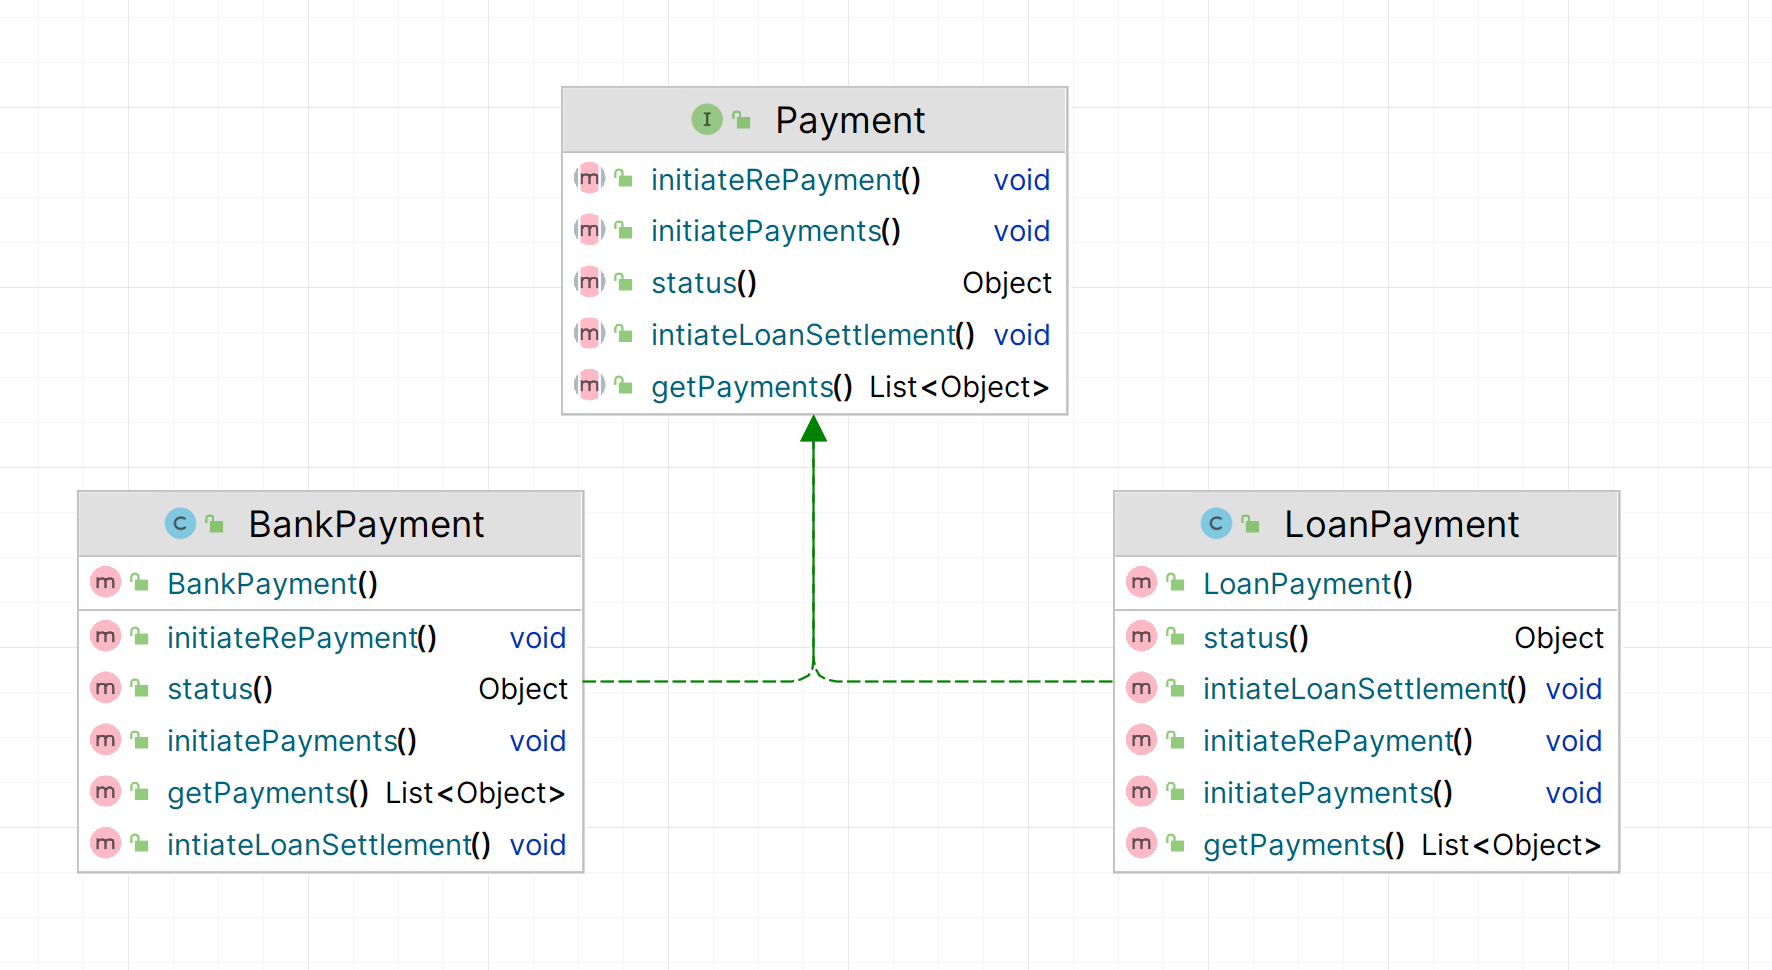 I Payment
m initiateRePayment() void
m initiatePayments() void
m status() Object
m intiateLoanSettlement() void
m getPayments() List<Object>
C BankPayment
m BankPayment()
m initiateRePayment() void
m status() Object
m initiatePayments() void
m getPayments() List<Object>
m intiateLoanSettlement() void
C LoanPayment
m LoanPayment()
m status() Object
m intiateLoanSettlement() void
m initiateRePayment() void
m initiatePayments() void
m getPayments() List<Object>